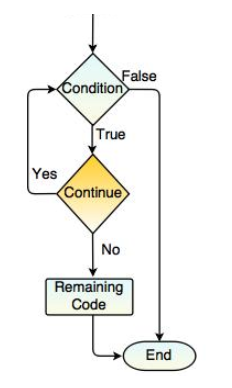 False
Condition
True
Yes
Continue
No
Remaining
Code
End